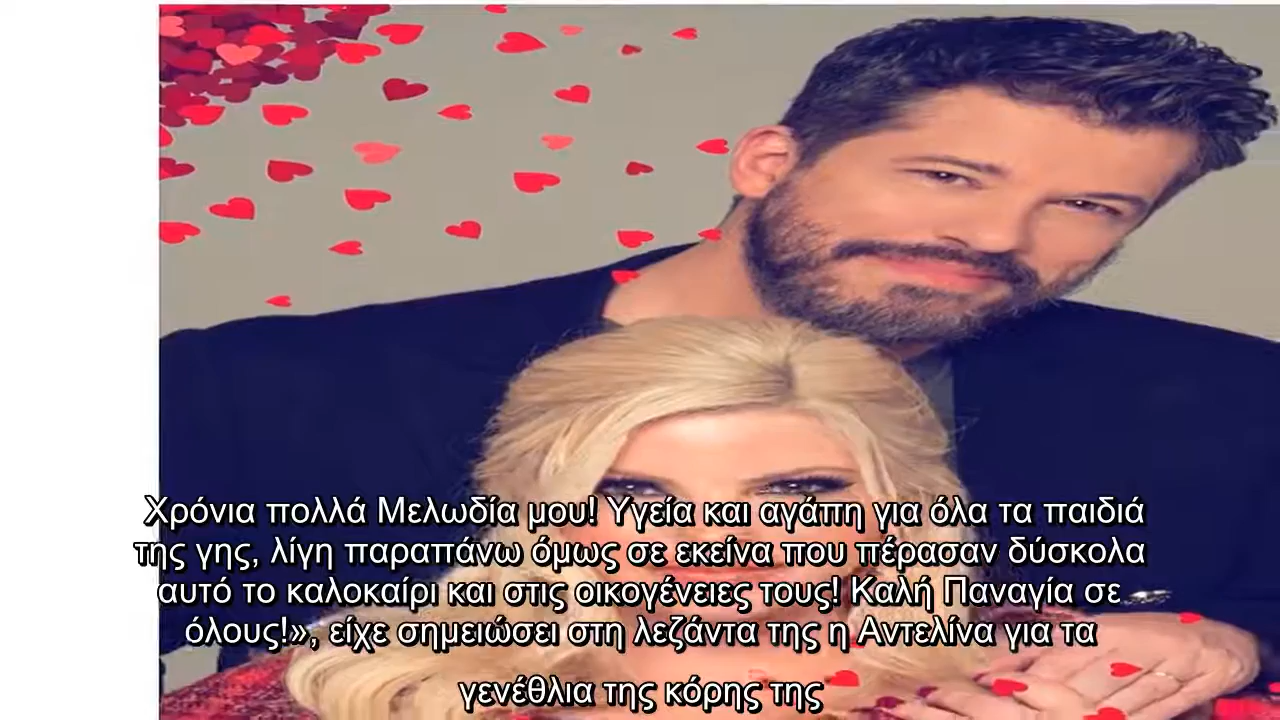 Χρόνια πολλά Μελωδία μου! Υγεία και αγάπη για όλα τα παιδιά
της γης, λίγη παραπάνω όμως σε εκείνα που πέρασαν δύσκολα
αυτό το καλοκαίρι και στις οικογένειες τους! Καλή Παναγία σε
όλους!», είχε σημειώσει στη λεζάντα της η Αντελίνα για τα
γενέθλια της κόρης της